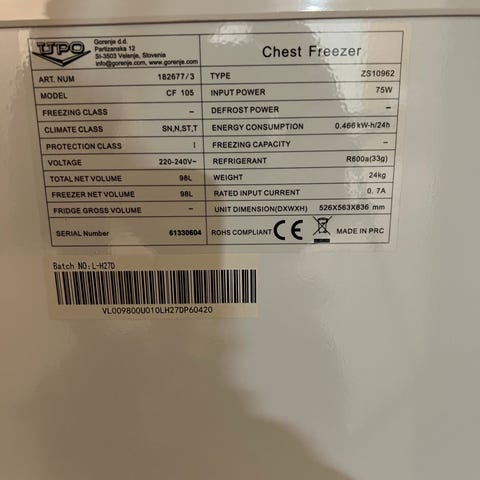 UPO
Gorenje d.d.
Partizanska 12
SI-3503 Velenje, Slovenia
info@gorenje.com, www.gorenje.com
Chest Freezer
ART. NUM 182677/3 TYPE ZS10962
MODEL CF 105 INPUT POWER 75W
FREEZING CLASS – DEFROST POWER –
CLIMATE CLASS SN,N,ST,T ENERGY CONSUMPTION 0.466 kW·h/24h
PROTECTION CLASS I FREEZING CAPACITY –
VOLTAGE 220-240V~ REFRIGERANT R600a(33g)
TOTAL NET VOLUME 98L WEIGHT 24kg
FREEZER NET VOLUME 98L RATED INPUT CURRENT 0. 7A
FRIDGE GROSS VOLUME – UNIT DIMENSION(DXWXH) 526X563X836 mm
SERIAL Number 61330604 ROHS COMPLIANT CE MADE IN PRC
Batch NO: L-H27D
VL009800U010LH27DP60420